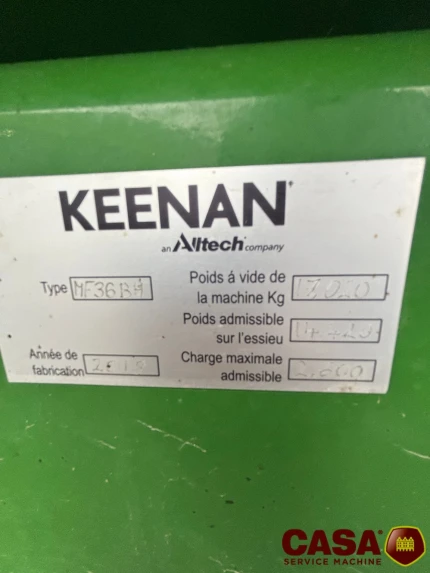 KEENAN
an Alltech company
Type MF36BH
Poids á vide de
la machine Kg
Poids admissible
sur l'essieu
Année de
fabrication
Charge maximale
admissible
CASA
SERVICE MACHINE